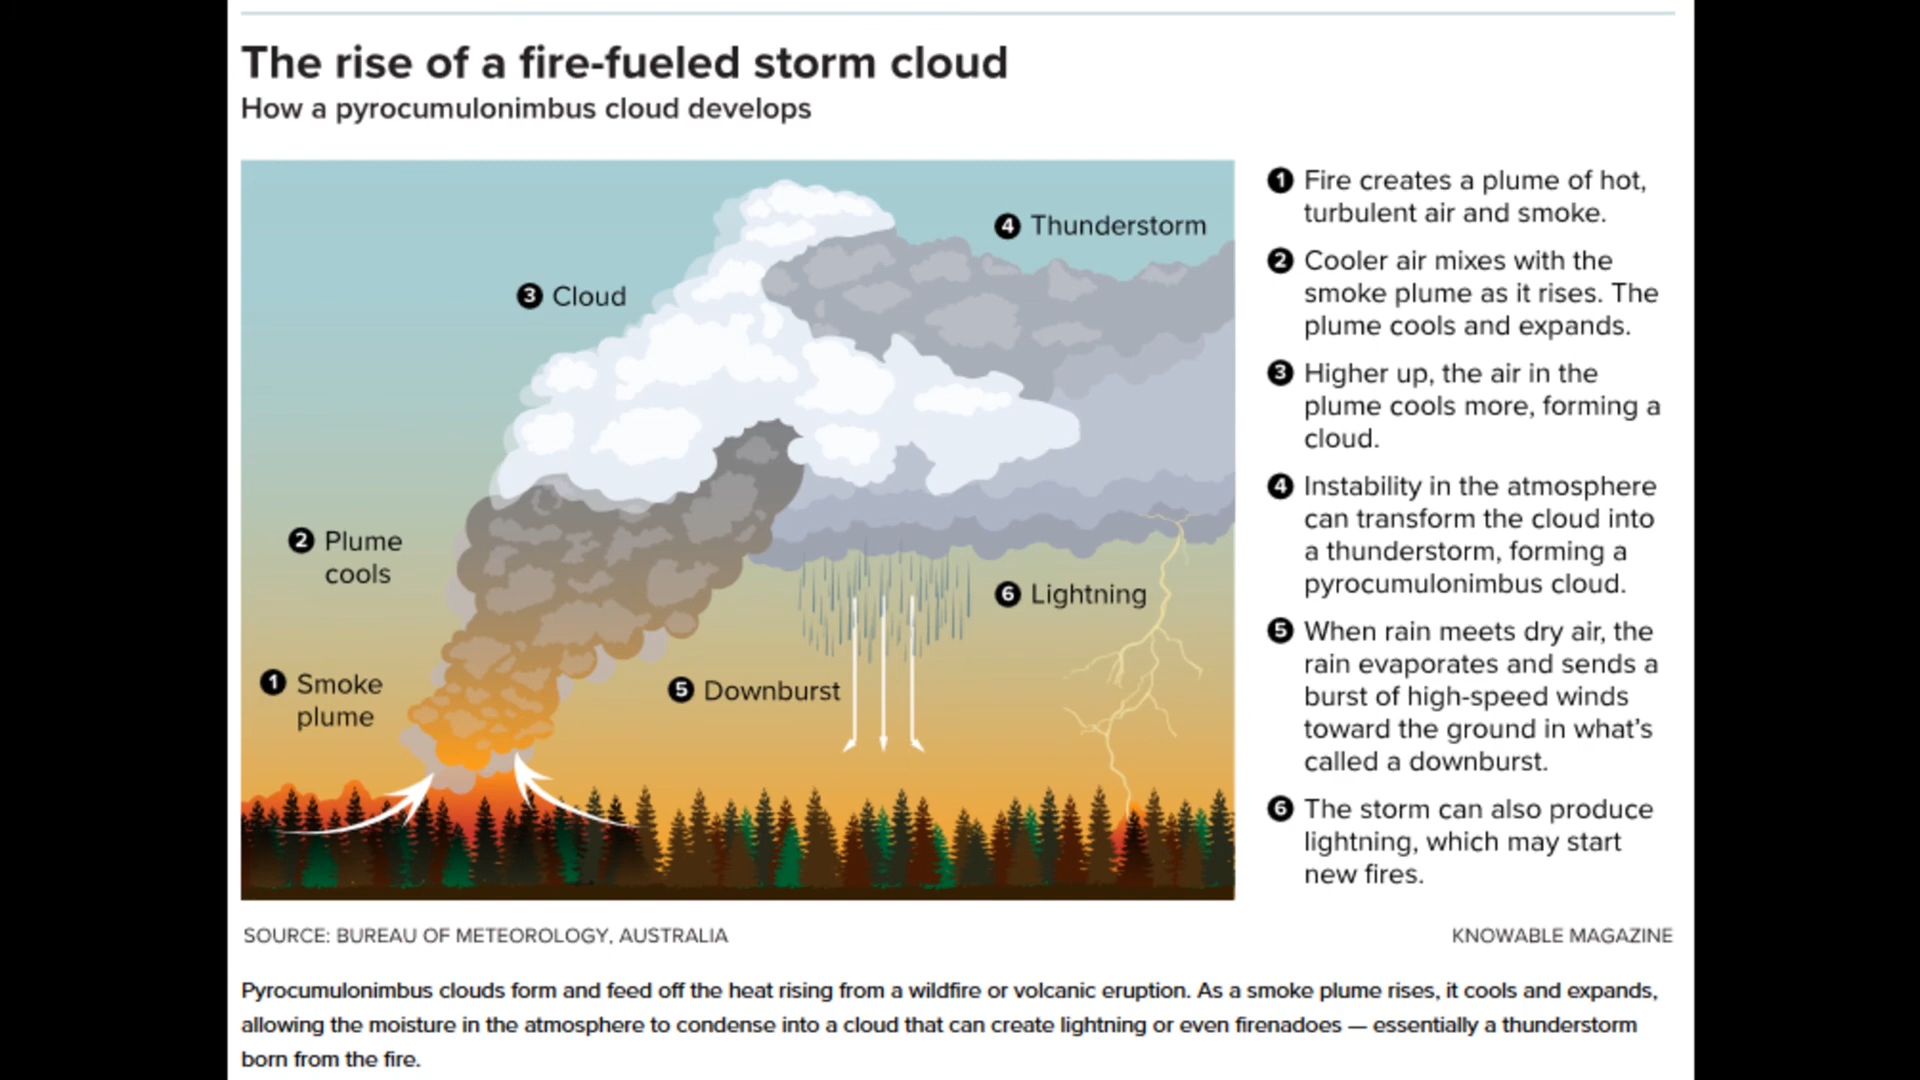 The rise of a fire-fueled storm cloud
How a pyrocumulonimbus cloud develops
4 Thunderstorm
3 Cloud
2 Plume
cools
6 Lightning
1 Smoke
plume
5 Downburst
1 Fire creates a plume of hot,
turbulent air and smoke.
2 Cooler air mixes with the
smoke plume as it rises. The
plume cools and expands.
3 Higher up, the air in the
plume cools more, forming a
cloud.
4 Instability in the atmosphere
can transform the cloud into
a thunderstorm, forming a
pyrocumulonimbus cloud.
5 When rain meets dry air, the
rain evaporates and sends a
burst of high-speed winds
toward the ground in what's
called a downburst.
6 The storm can also produce
lightning, which may start
new fires.
SOURCE: BUREAU OF METEOROLOGY, AUSTRALIA
KNOWABLE MAGAZINE
Pyrocumulonimbus clouds form and feed off the heat rising from a wildfire or volcanic eruption. As a smoke plume rises, it cools and expands,
allowing the moisture in the atmosphere to condense into a cloud that can create lightning or even firenadoes — essentially a thunderstorm
born from the fire.